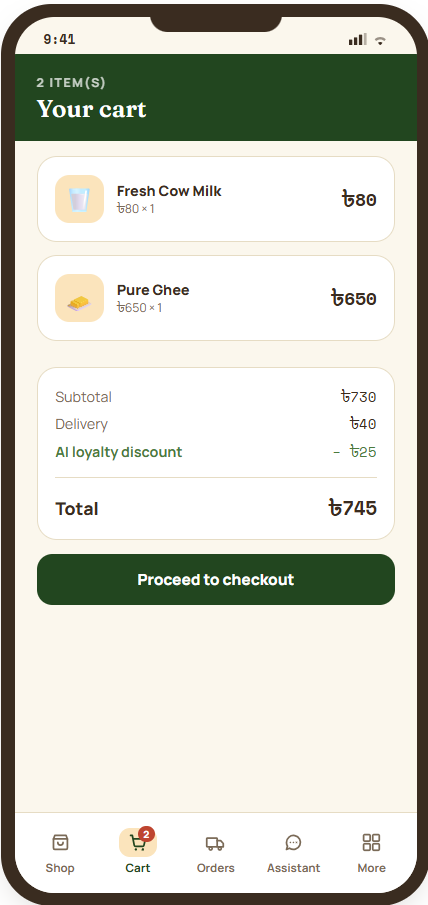 9:41
2 ITEM(S)
Your cart
Fresh Cow Milk
৳80 × 1
৳80
Pure Ghee
৳650 × 1
৳650
Subtotal ৳730
Delivery ৳40
AI loyalty discount – ৳25
Total ৳745
Proceed to checkout
2
Shop Cart Orders Assistant More